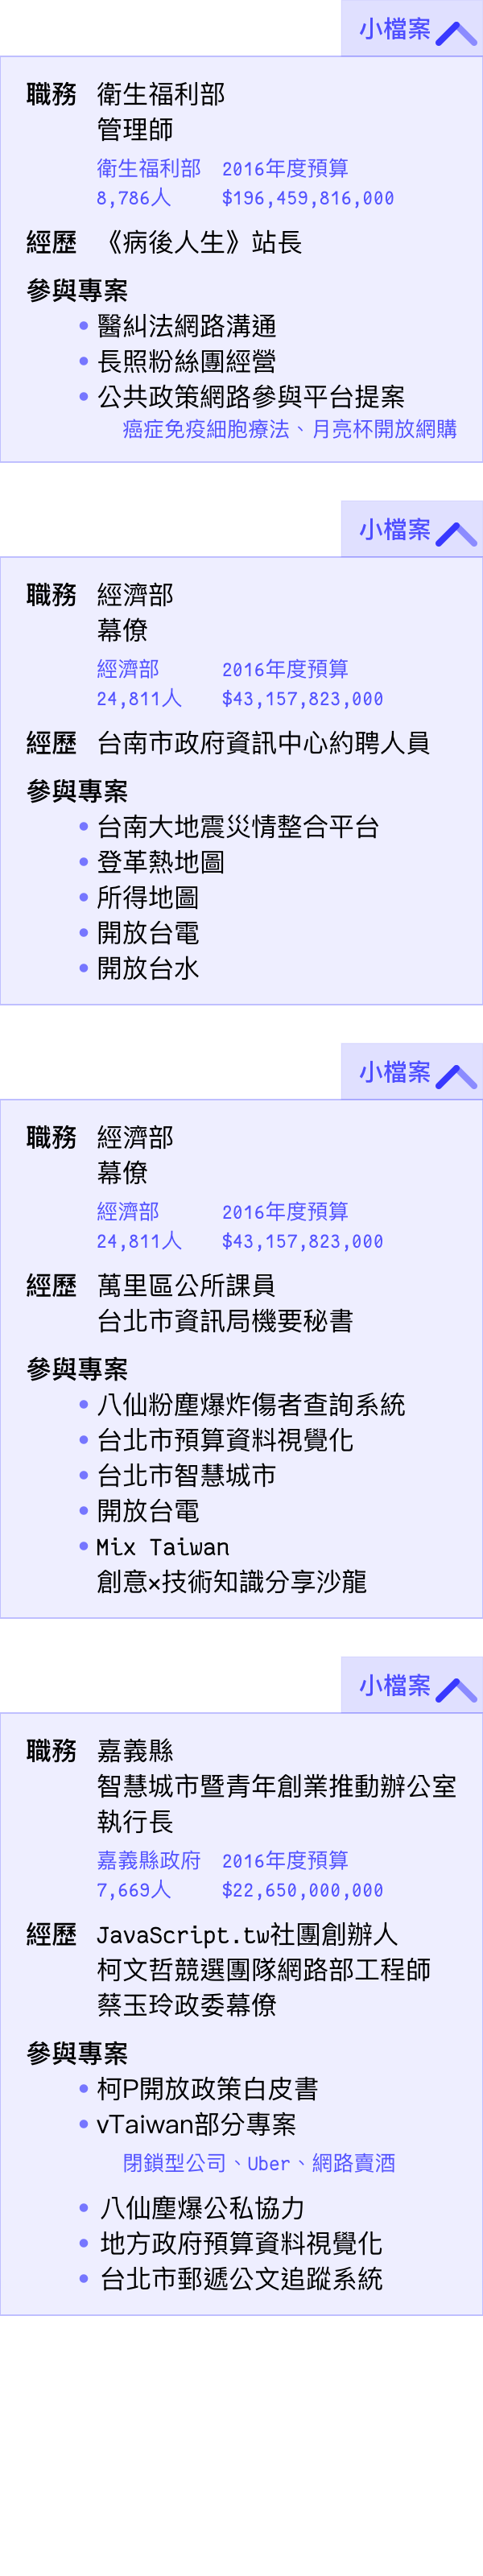 小檔案
職務 衛生福利部
管理師
衛生福利部 2016年度預算
8,786人 $196,459,816,000
經歷 《病後人生》站長
參與專案
• 醫糾法網路溝通
• 長照粉絲團經營
• 公共政策網路參與平台提案
癌症免疫細胞療法、月亮杯開放網購
小檔案
職務 經濟部
幕僚
經濟部 2016年度預算
24,811人 $43,157,823,000
經歷 台南市政府資訊中心約聘人員
參與專案
• 台南大地震災情整合平台
• 登革熱地圖
• 所得地圖
• 開放台電
• 開放台水
小檔案
職務 經濟部
幕僚
經濟部 2016年度預算
24,811人 $43,157,823,000
經歷 萬里區公所課員
台北市資訊局機要秘書
參與專案
• 八仙粉塵爆炸傷者查詢系統
• 台北市預算資料視覺化
• 台北市智慧城市
• 開放台電
• Mix Taiwan
創意×技術知識分享沙龍
小檔案
職務 嘉義縣
智慧城市暨青年創業推動辦公室
執行長
嘉義縣政府 2016年度預算
7,669人 $22,650,000,000
經歷 JavaScript.tw社團創辦人
柯文哲競選團隊網路部工程師
蔡玉玲政委幕僚
參與專案
• 柯P開放政策白皮書
• vTaiwan部分專案
閉鎖型公司、Uber、網路賣酒
• 八仙塵爆公私協力
• 地方政府預算資料視覺化
• 台北市郵遞公文追蹤系統